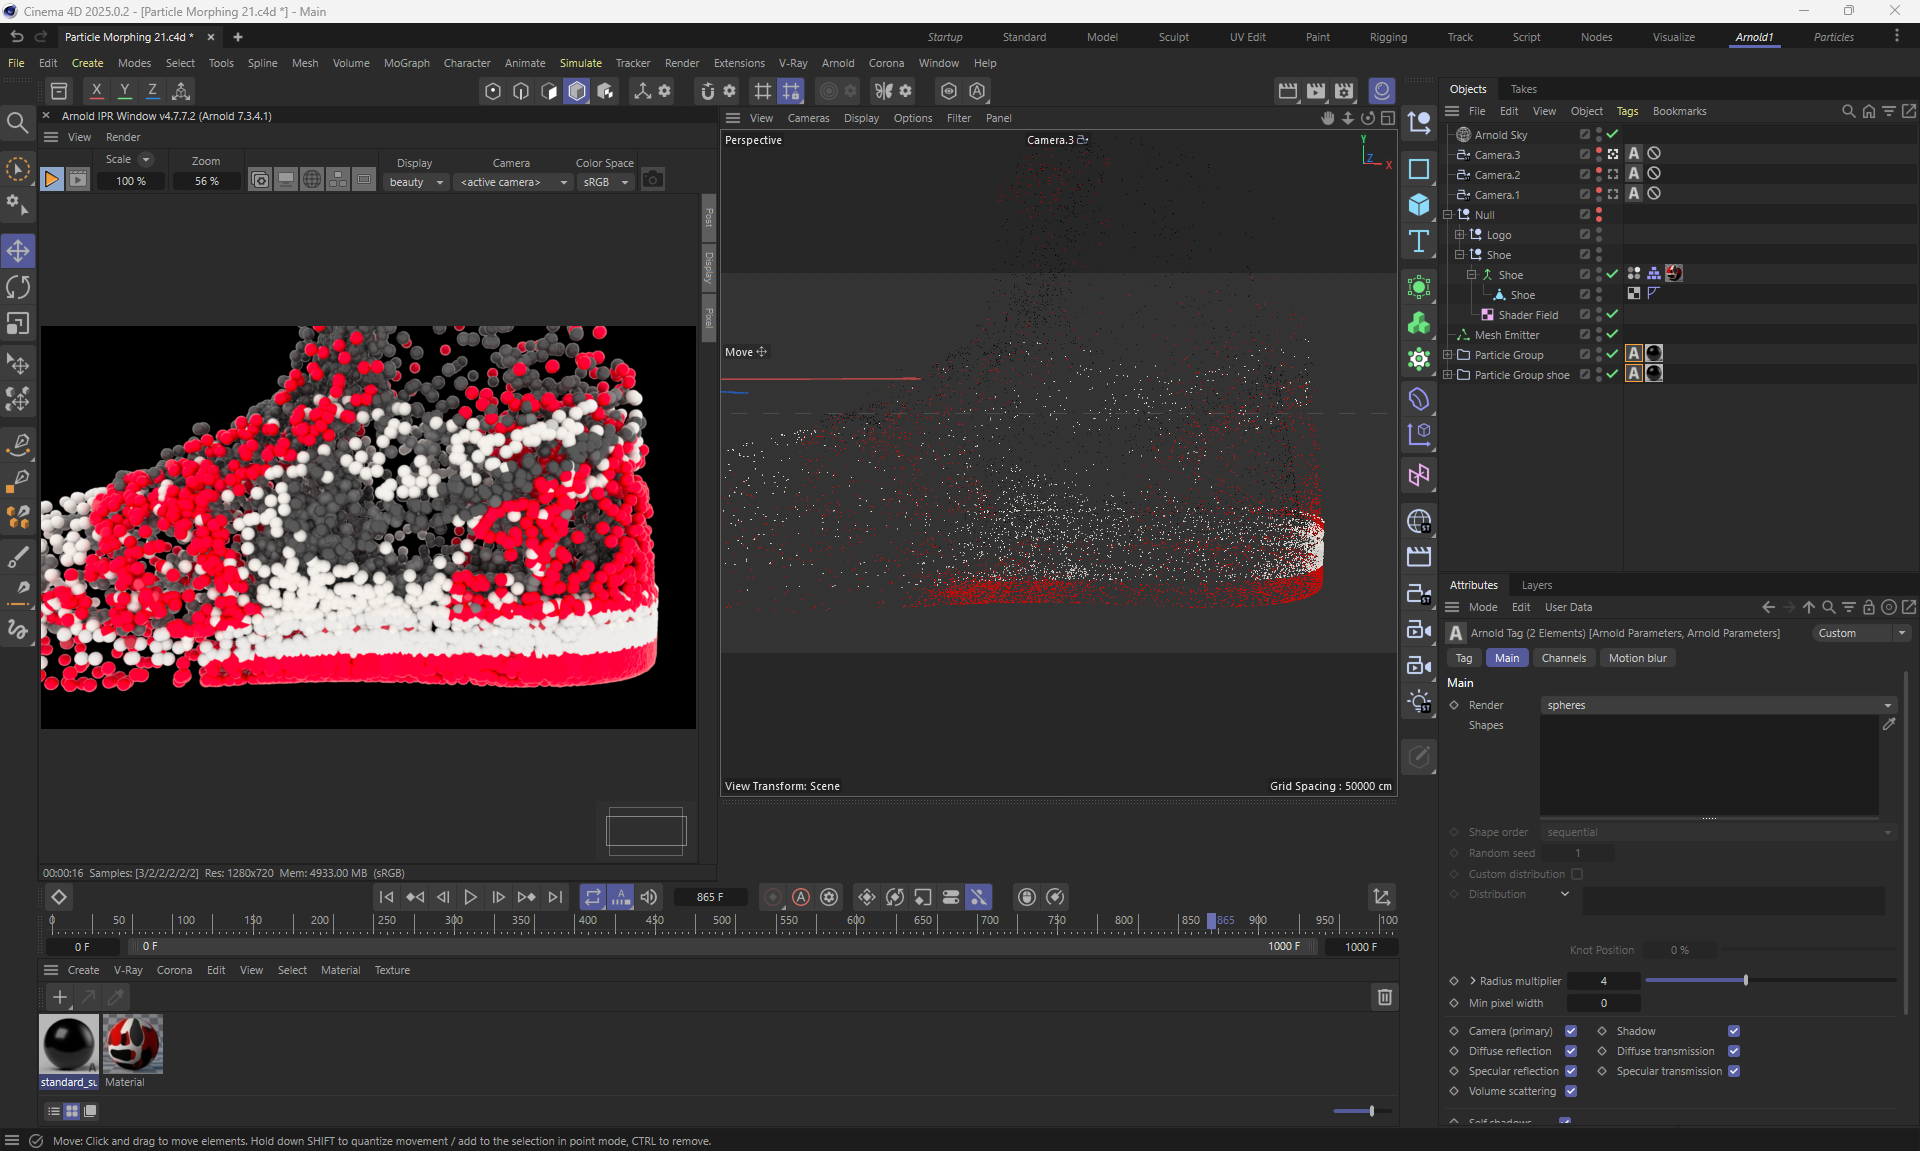 Cinema 4D 2025.0.2 - [Particle Morphing 21.c4d *] - Main
Particle Morphing 21.c4d *
Startup Standard Model Sculpt UV Edit Paint Rigging Track Script Nodes Visualize Arnold1 Particles
File Edit Create Modes Select Tools Spline Mesh Volume MoGraph Character Animate Simulate Tracker Render Extensions V-Ray Arnold Corona Window Help
X Y Z
Arnold IPR Window v4.7.7.2 (Arnold 7.3.4.1)
View Render
Scale Zoom Display Camera Color Space
100 % 56 % beauty <active camera> sRGB
Post
Display
Pixel
00:00:16 Samples: [3/2/2/2/2/2] Res: 1280x720 Mem: 4933.00 MB (sRGB)
View Cameras Display Options Filter Panel
Perspective
Camera.3
Y
Z
X
Move
View Transform: Scene
Grid Spacing : 50000 cm
Objects Takes
File Edit View Object Tags Bookmarks
Arnold Sky
Camera.3
Camera.2
Camera.1
Null
Logo
Shoe
Shoe
Shoe
Shader Field
Mesh Emitter
Particle Group
Particle Group shoe
Attributes Layers
Mode Edit User Data
Arnold Tag (2 Elements) [Arnold Parameters, Arnold Parameters]
Custom
Tag Main Channels Motion blur
Main
Render spheres
Shapes
Shape order sequential
Random seed 1
Custom distribution
Distribution
Knot Position 0 %
Radius multiplier 4
Min pixel width 0
Camera (primary) Shadow
Diffuse reflection Diffuse transmission
Specular reflection Specular transmission
Volume scattering
Self shadows
865 F
0 50 100 150 200 250 300 350 400 450 500 550 600 650 700 750 800 850 865 900 950 100
0 F 0 F 1000 F 1000 F
Create V-Ray Corona Edit View Select Material Texture
standard_su Material
Move: Click and drag to move elements. Hold down SHIFT to quantize movement / add to the selection in point mode, CTRL to remove.